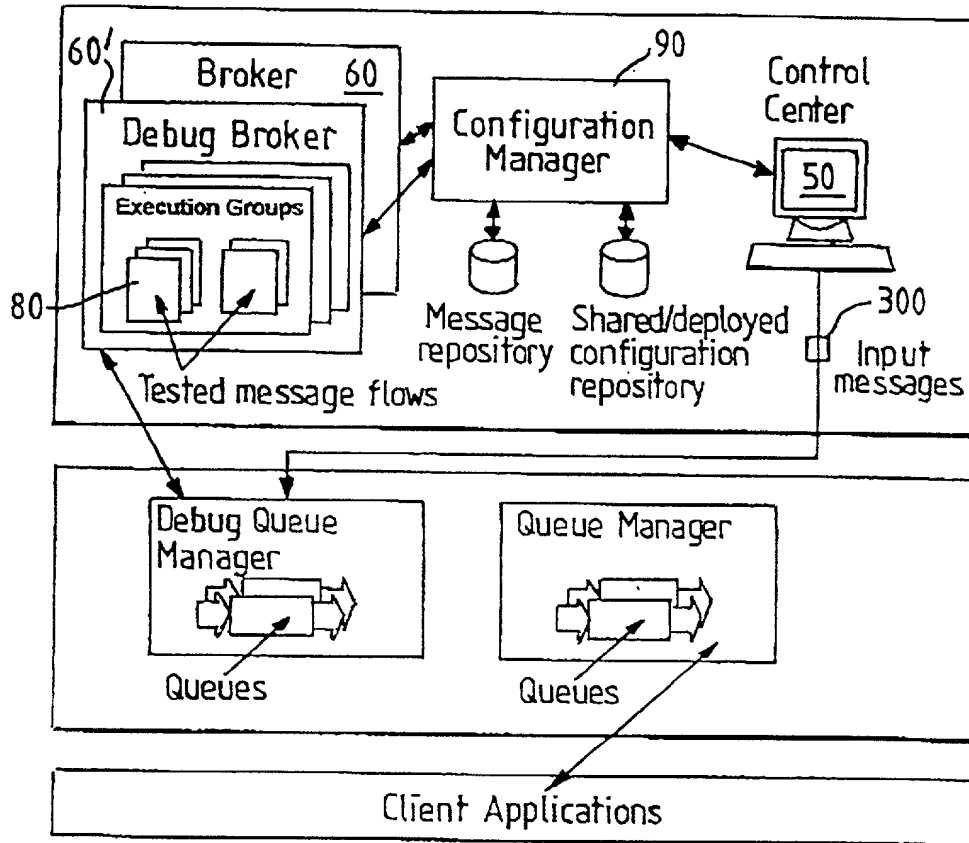 60'
Broker 60
90
Control
Center
Debug Broker
Configuration
Manager
50
Execution Groups
80
300
Message
repository
Shared/deployed
configuration
repository
Input
messages
Tested message flows
Debug Queue
Manager
Queue Manager
Queues
Queues
Client Applications